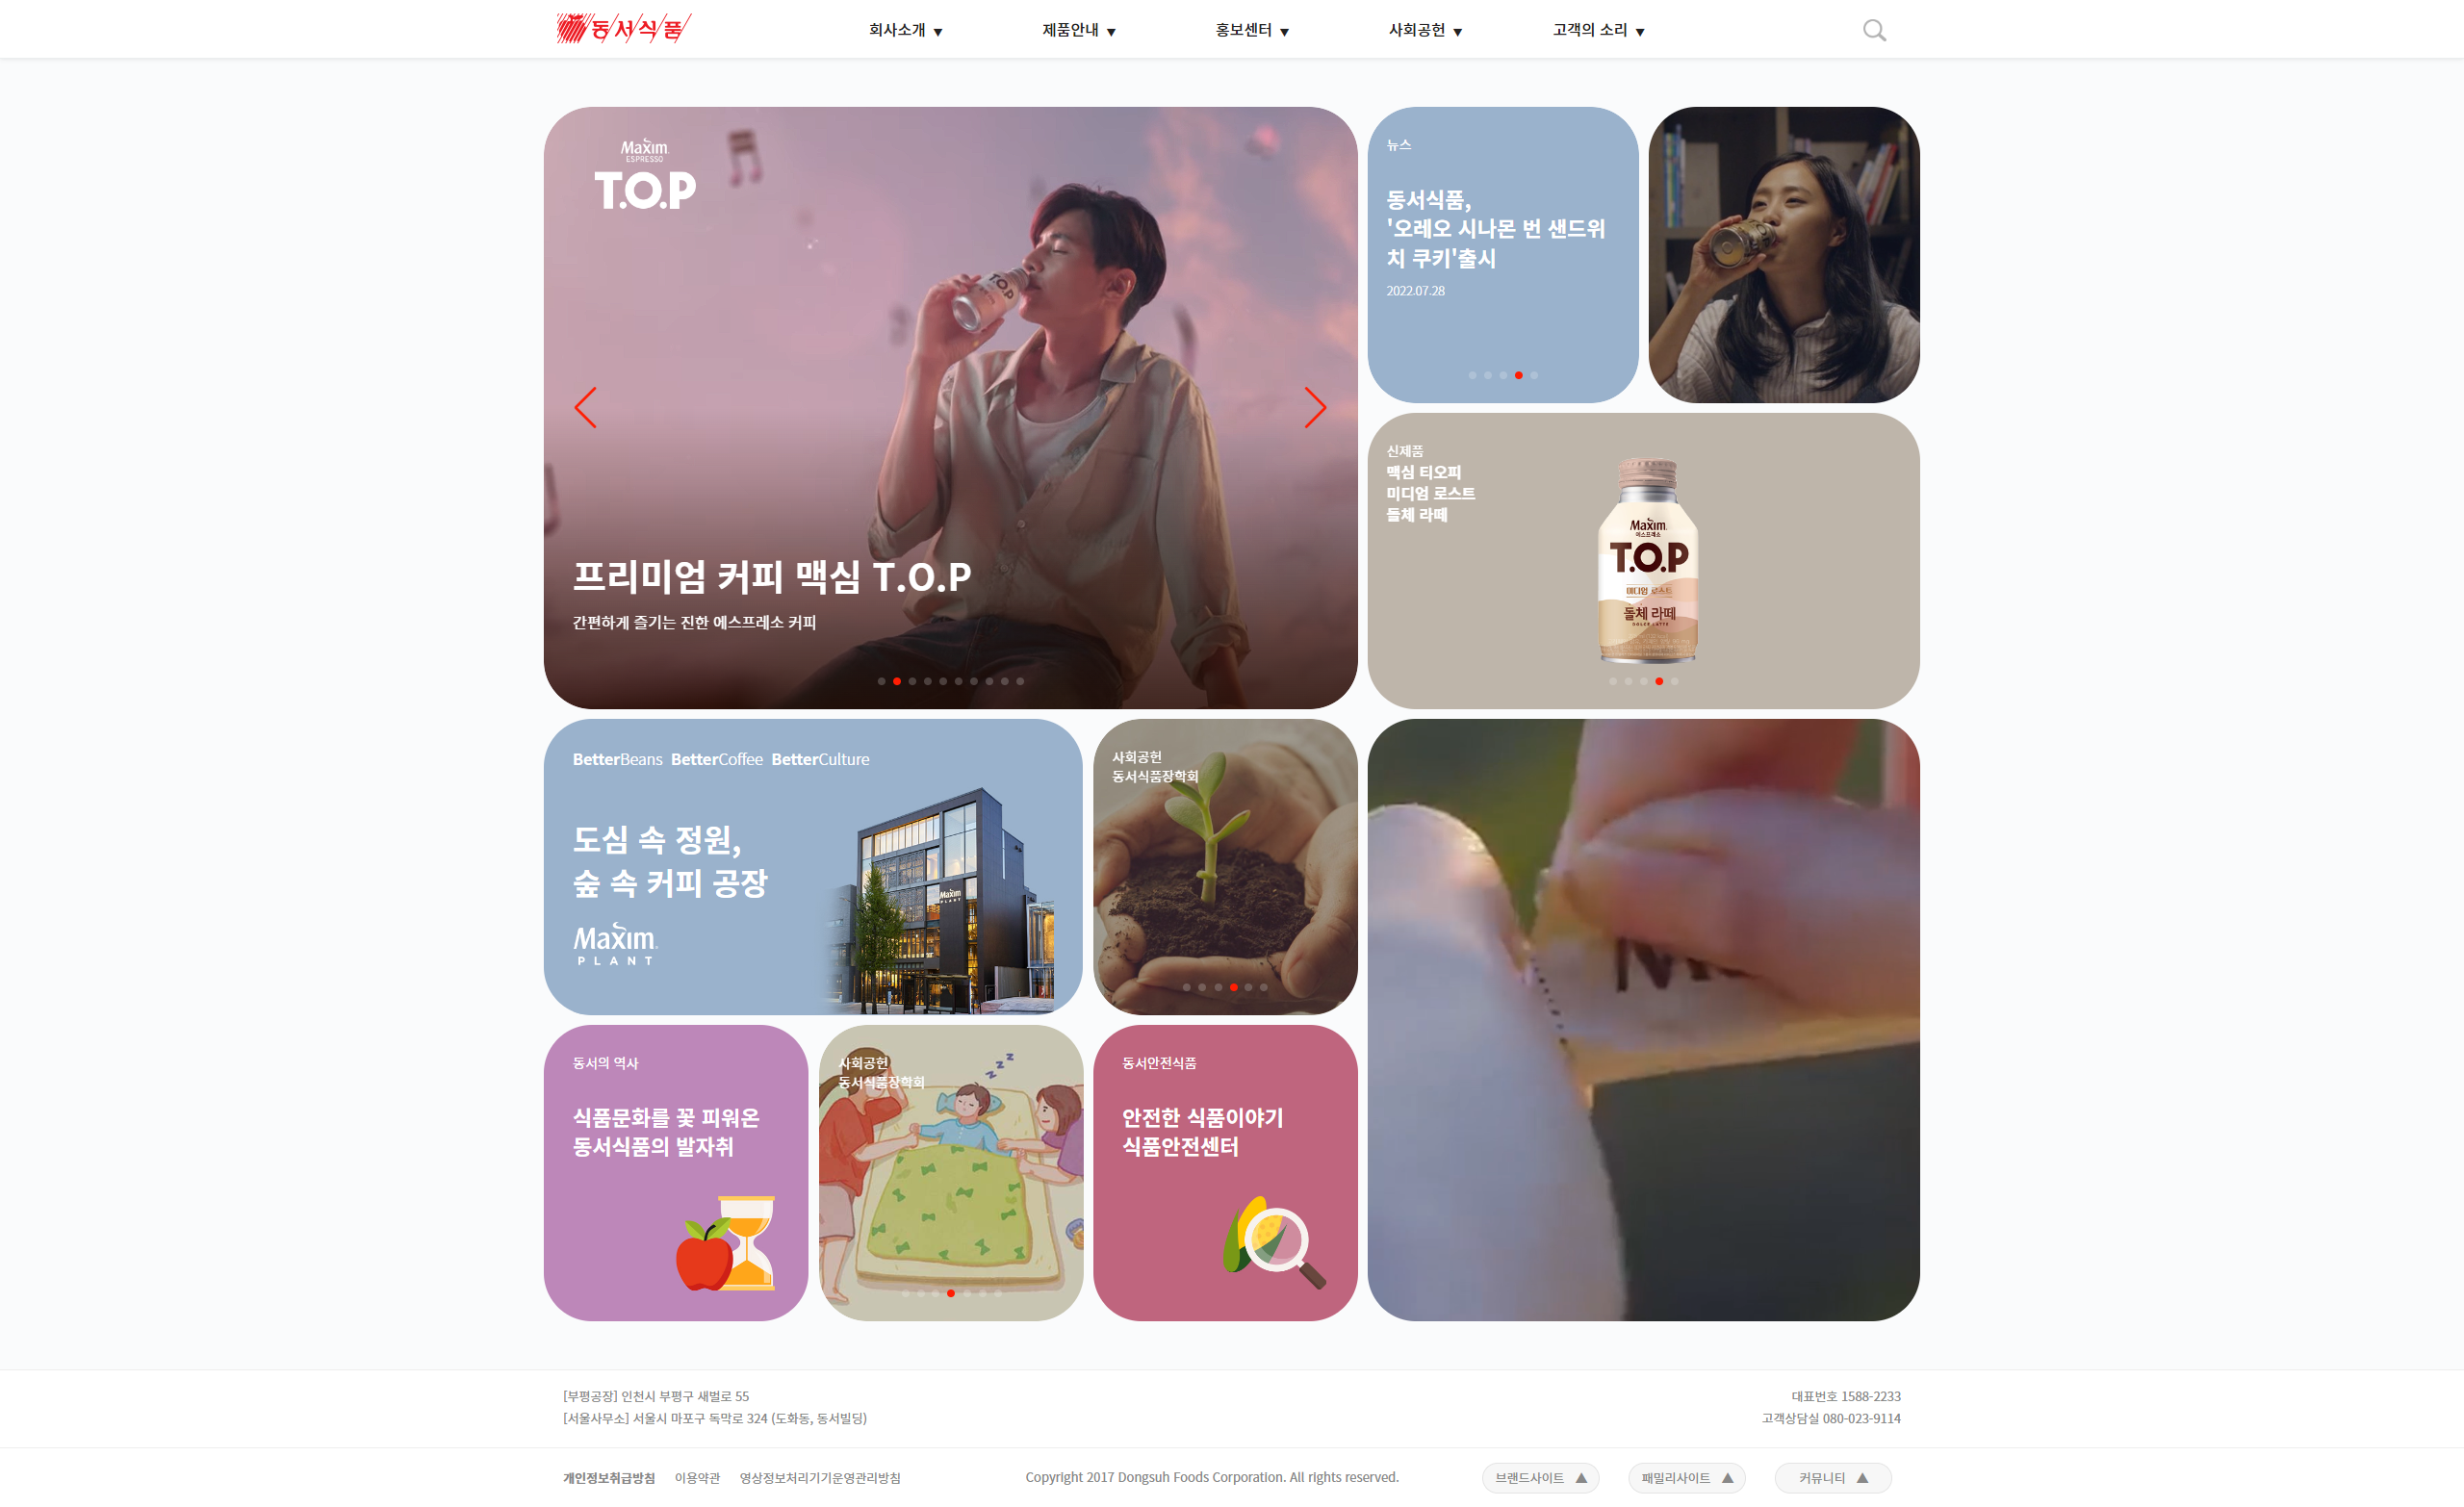 동서식품
회사소개 ▼
제품안내 ▼
홍보센터 ▼
사회공헌 ▼
고객의 소리 ▼
Maxim
ESPRESSO
T.O.P
T.O.P
프리미엄 커피 맥심 T.O.P
간편하게 즐기는 진한 에스프레소 커피
뉴스
동서식품,
'오레오 시나몬 번 샌드위
치 쿠키'출시
2022.07.28
신제품
맥심 티오피
미디엄 로스트
돌체 라떼
Maxim
에스프레소
T.O.P
미디엄 로스트
돌체 라떼
DOLCE LATTE
BetterBeans BetterCoffee BetterCulture
도심 속 정원,
숲 속 커피 공장
Maxim
PLANT
Maxim
PLANT
사회공헌
동서식품장학회
동서의 역사
식품문화를 꽃 피워온
동서식품의 발자취
사회공헌
동서식품장학회
z z z
동서안전식품
안전한 식품이야기
식품안전센터
[부평공장] 인천시 부평구 새벌로 55
[서울사무소] 서울시 마포구 독막로 324 (도화동, 동서빌딩)
대표번호 1588-2233
고객상담실 080-023-9114
개인정보취급방침 이용약관 영상정보처리기기운영관리방침
Copyright 2017 Dongsuh Foods Corporation. All rights reserved.
브랜드사이트 ▲
패밀리사이트 ▲
커뮤니티 ▲